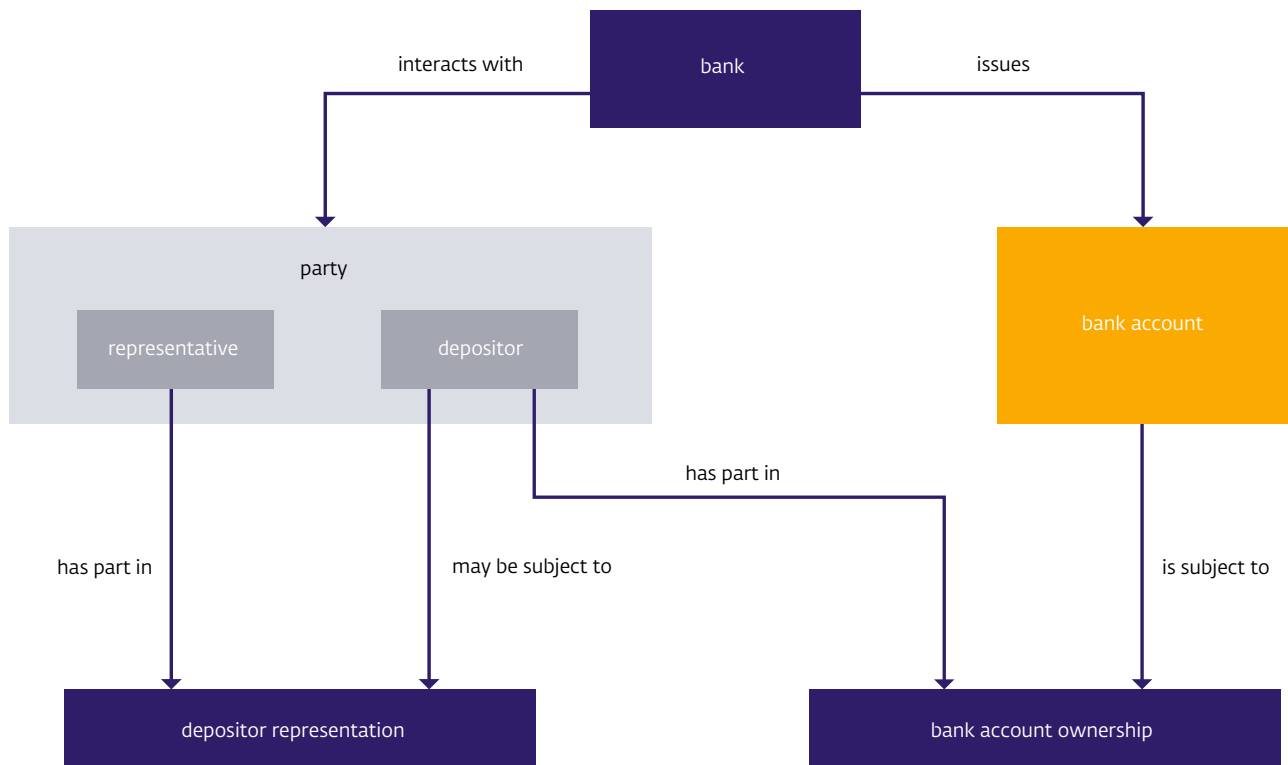 interacts with
bank
issues
party
bank account
representative
depositor
has part in
has part in
may be subject to
is subject to
depositor representation
bank account ownership